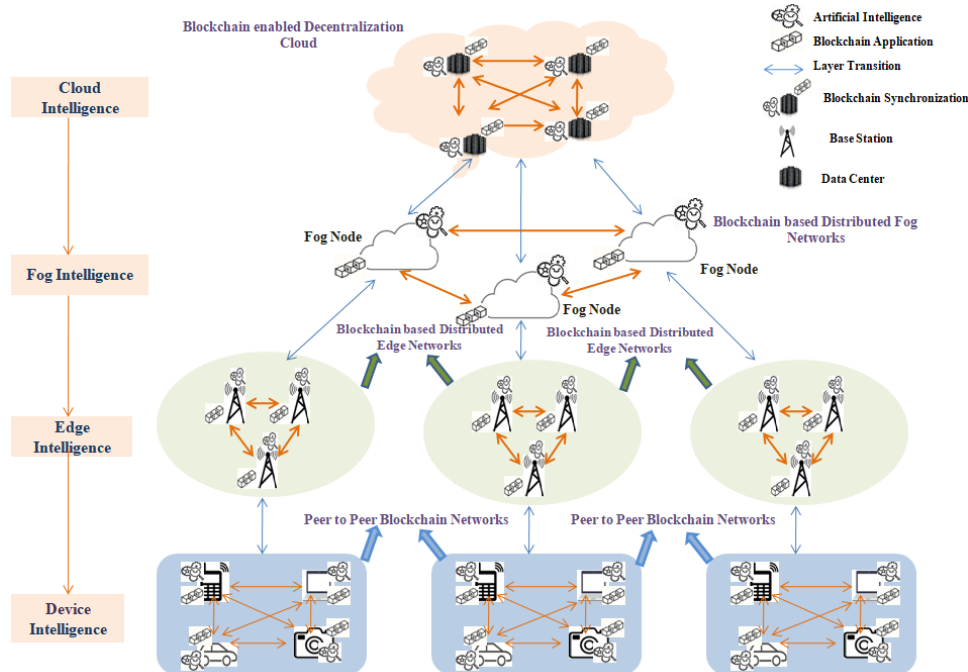 Blockchain enabled Decentralization
Cloud
Artificial Intelligence
Blockchain Application
Layer Transition
Blockchain Synchronization
Base Station
Data Center
Cloud
Intelligence
Fog Node
Blockchain based Distributed Fog
Networks
Fog Node
Fog Intelligence
Fog Node
Blockchain based Distributed
Edge Networks
Blockchain based Distributed
Edge Networks
Edge
Intelligence
Peer to Peer Blockchain Networks
Peer to Peer Blockchain Networks
Device
Intelligence